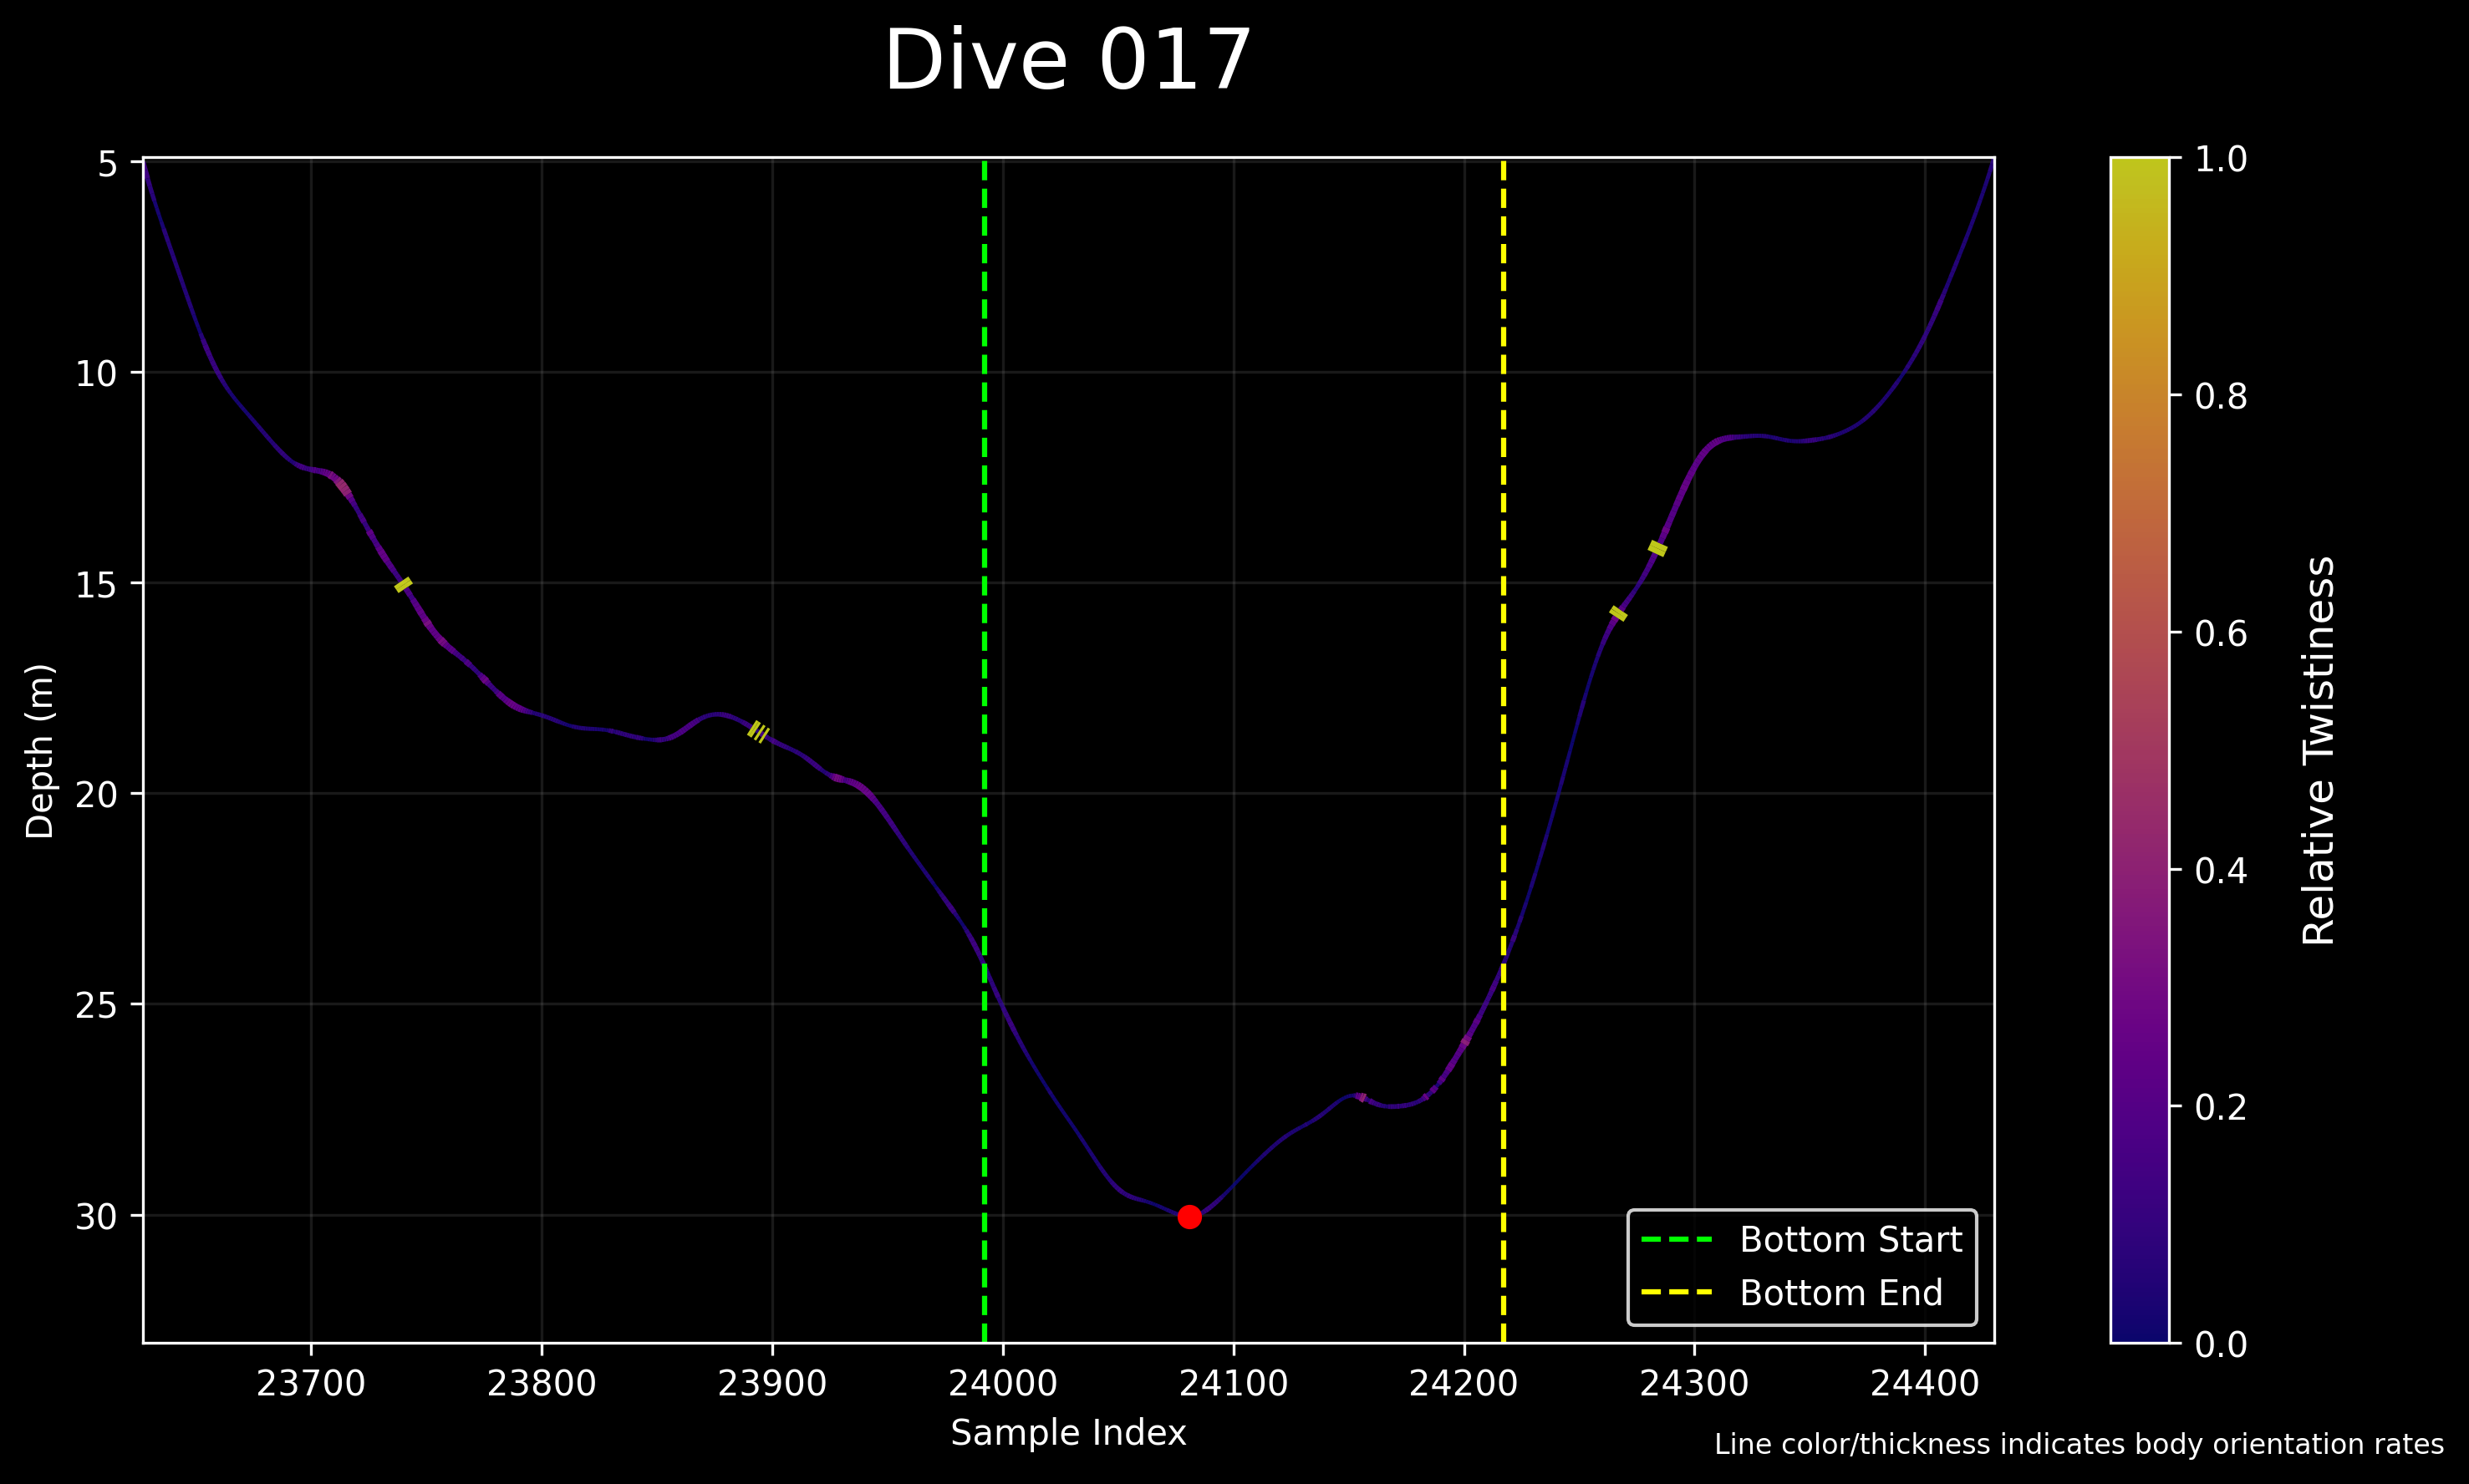 Dive 017
5
10
15
20
25
30
Depth (m)
23700 23800 23900 24000 24100 24200 24300 24400
Sample Index
Bottom Start
Bottom End
1.0
0.8
0.6
0.4
0.2
0.0
Relative Twistiness
Line color/thickness indicates body orientation rates